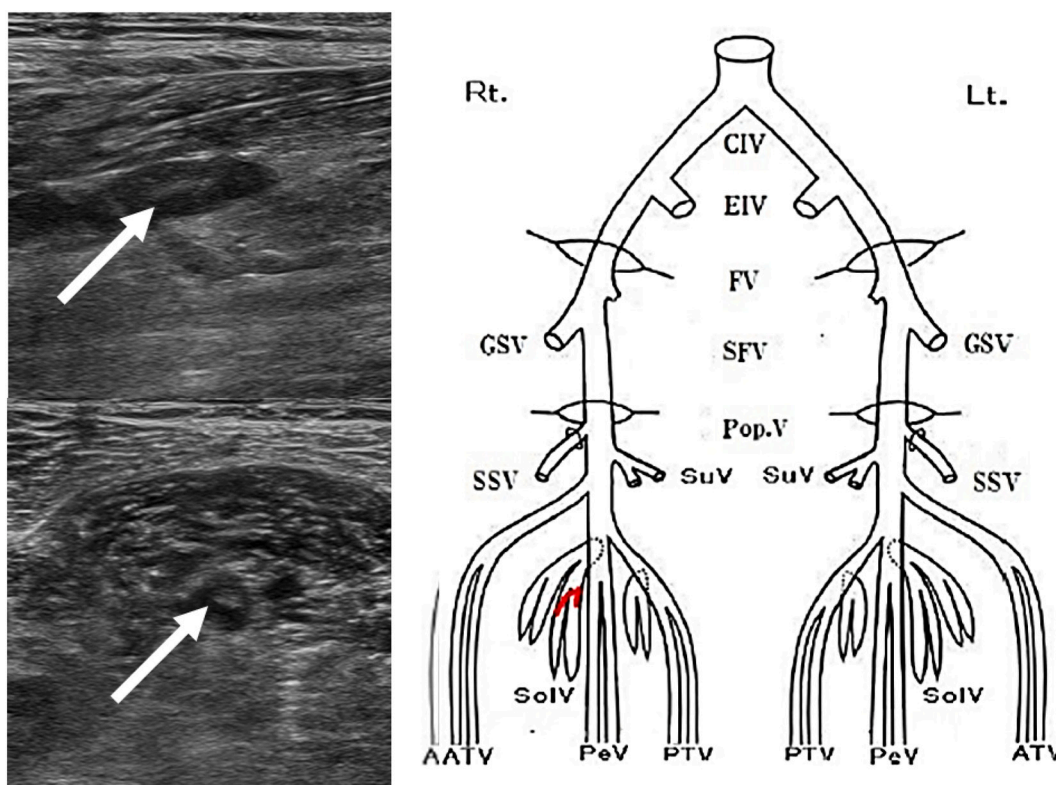 Rt.
Lt.
CIV
EIV
FV
GSV
SFV
GSV
Pop.V
SSV
SuV
SuV
SSV
SolV
SolV
AATV
PeV
PTV
PTV
PeV
ATV